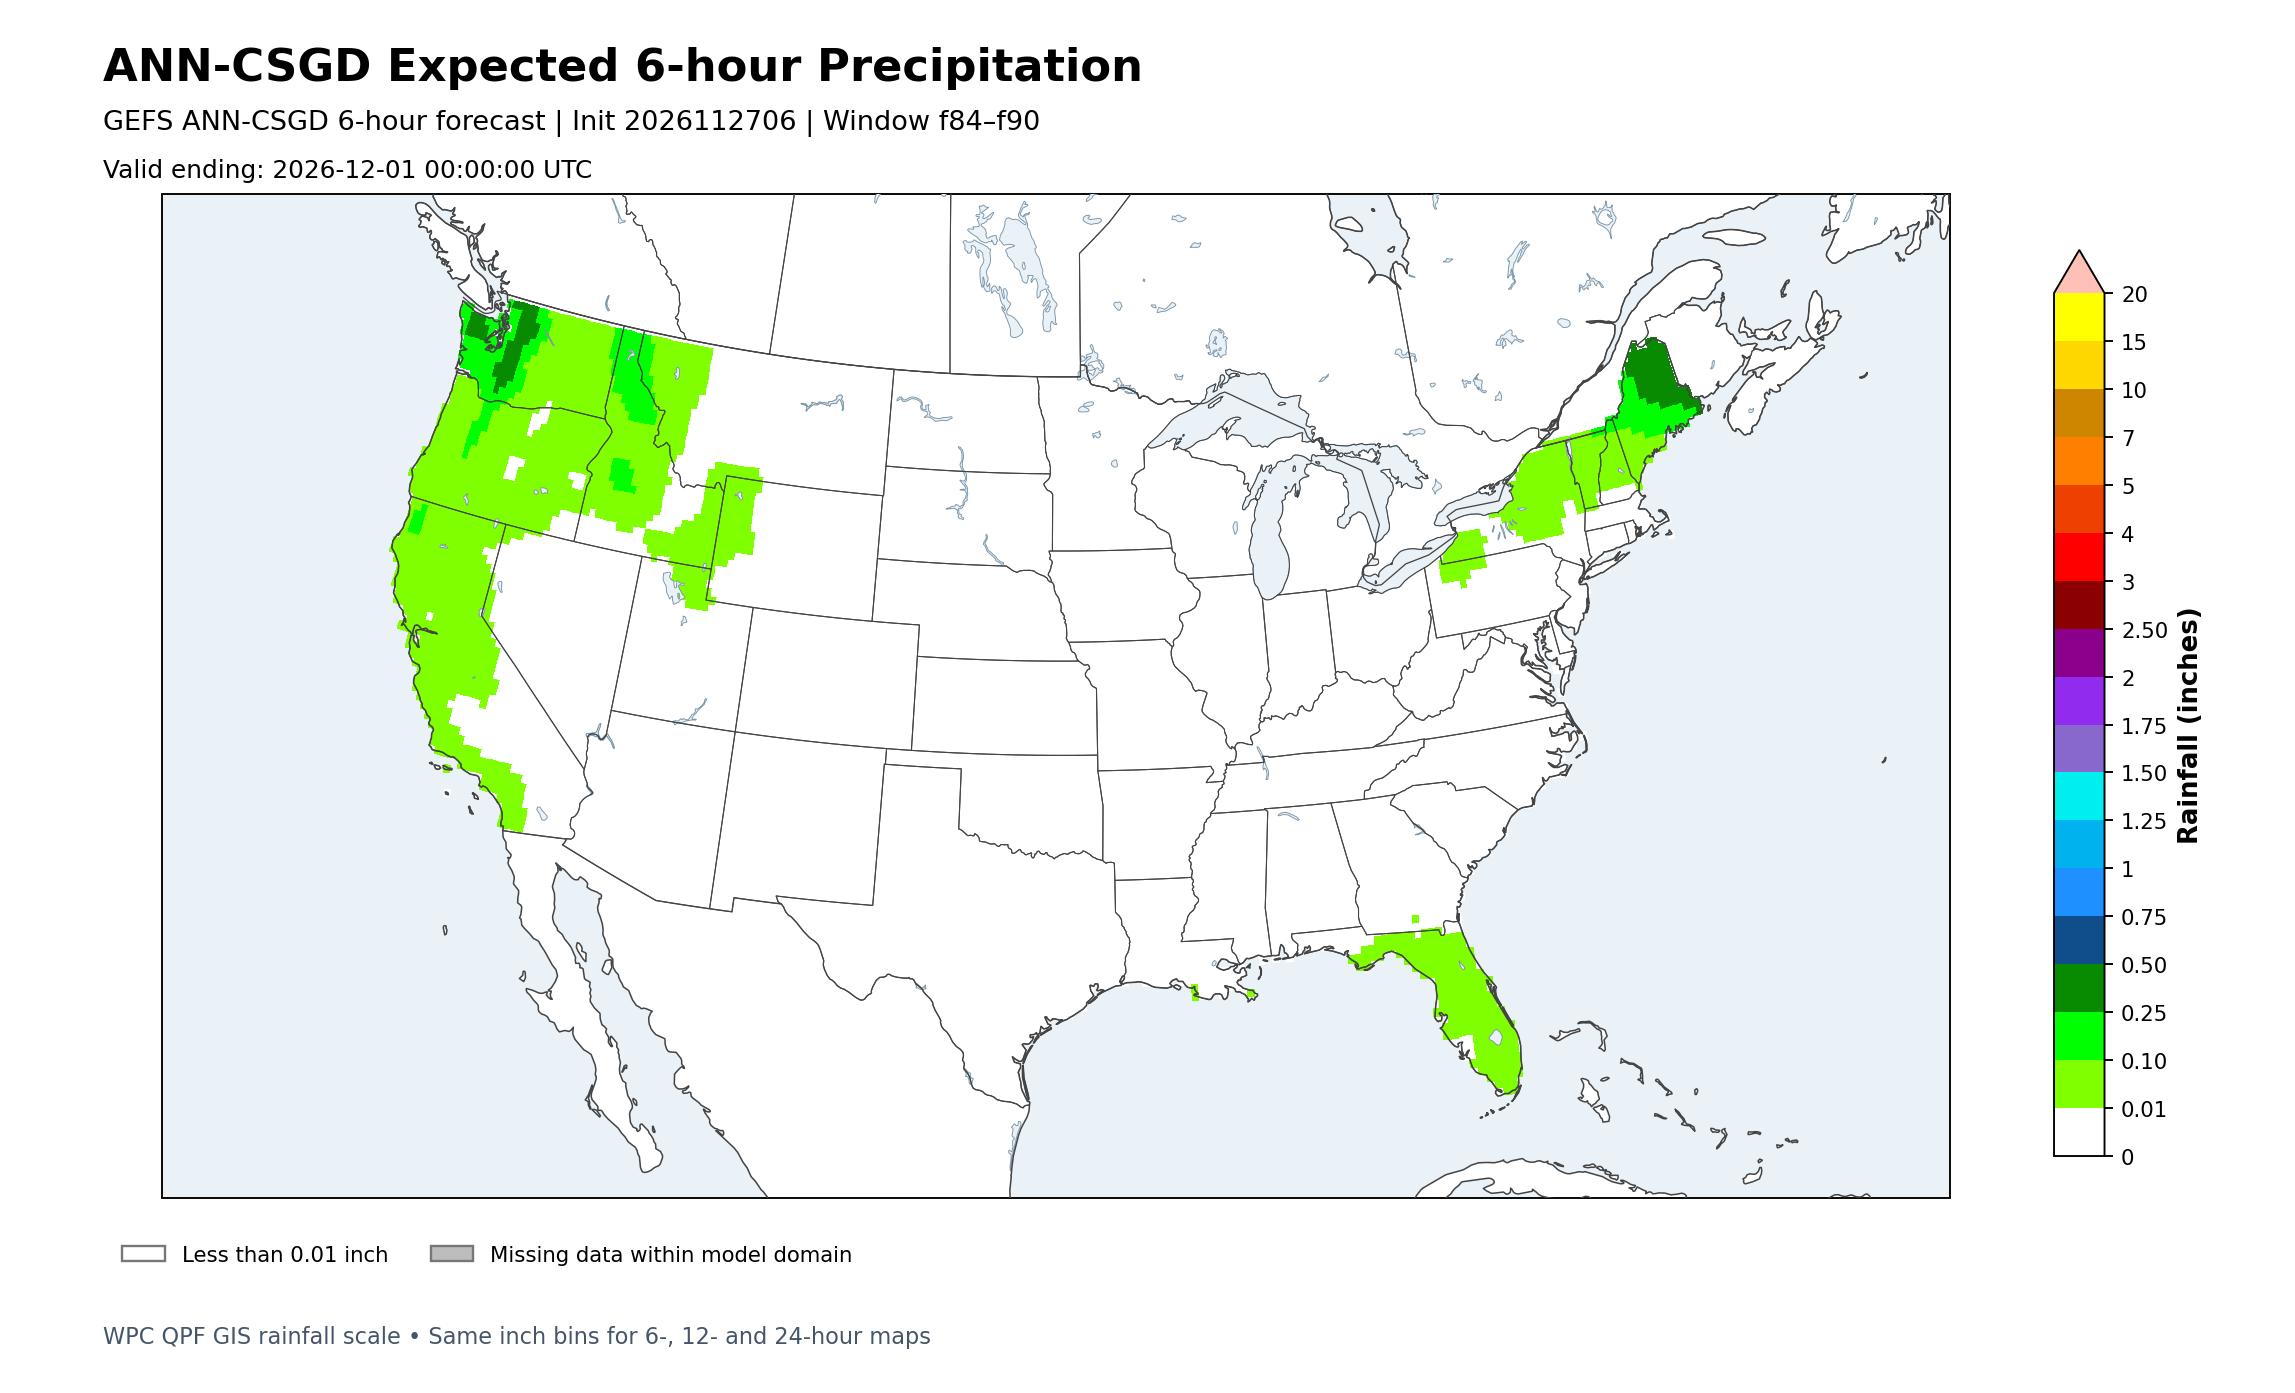 ANN-CSGD Expected 6-hour Precipitation
GEFS ANN-CSGD 6-hour forecast | Init 2026112706 | Window f84–f90
Valid ending: 2026-12-01 00:00:00 UTC
20
15
10
7
5
4
3
2.50
2
1.75
1.50
1.25
1
0.75
0.50
0.25
0.10
0.01
0
Rainfall (inches)
Less than 0.01 inch
Missing data within model domain
WPC QPF GIS rainfall scale • Same inch bins for 6-, 12- and 24-hour maps